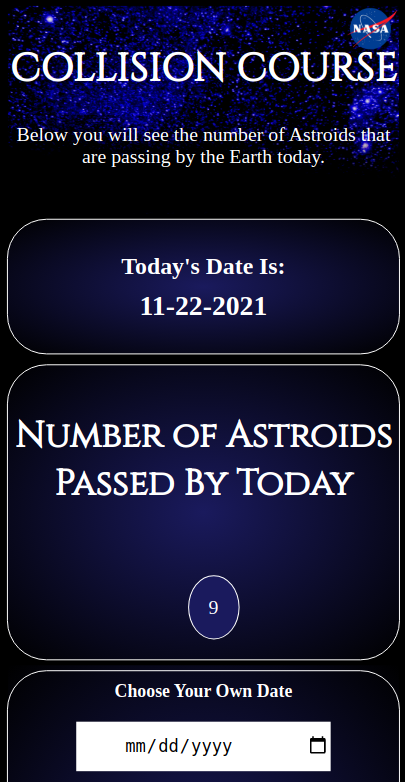 NASA
Collision Course
Below you will see the number of Astroids that
are passing by the Earth today.
Today's Date Is:
11-22-2021
Number of Astroids
Passed By Today
9
Choose Your Own Date
mm/dd/yyyy